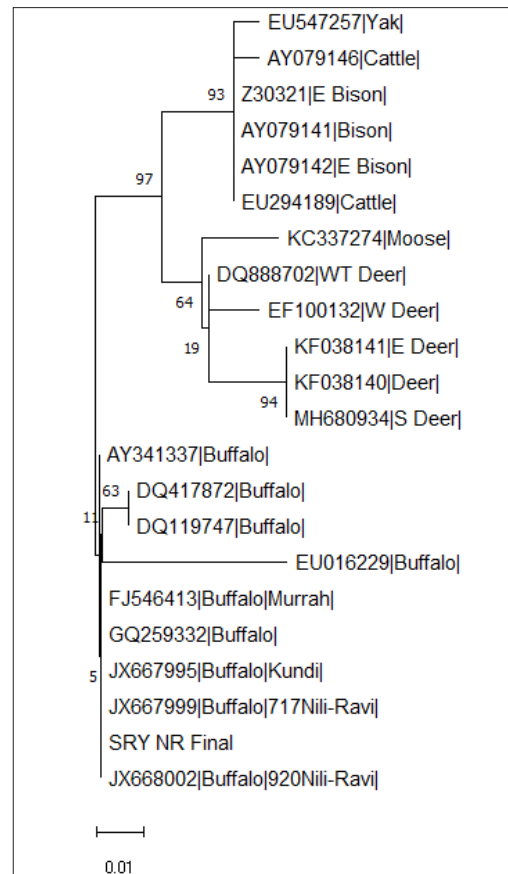 EU547257|Yak|
AY079146|Cattle|
93
Z30321|E Bison|
AY079141|Bison|
AY079142|E Bison|
97
EU294189|Cattle|
KC337274|Moose|
DQ888702|WT Deer|
64
EF100132|W Deer|
19
KF038141|E Deer|
KF038140|Deer|
94
MH680934|S Deer|
AY341337|Buffalo|
63
DQ417872|Buffalo|
11
DQ119747|Buffalo|
EU016229|Buffalo|
FJ546413|Buffalo|Murrah|
GQ259332|Buffalo|
5
JX667995|Buffalo|Kundi|
JX667999|Buffalo|717Nili-Ravi|
SRY NR Final
JX668002|Buffalo|920Nili-Ravi|
0.01